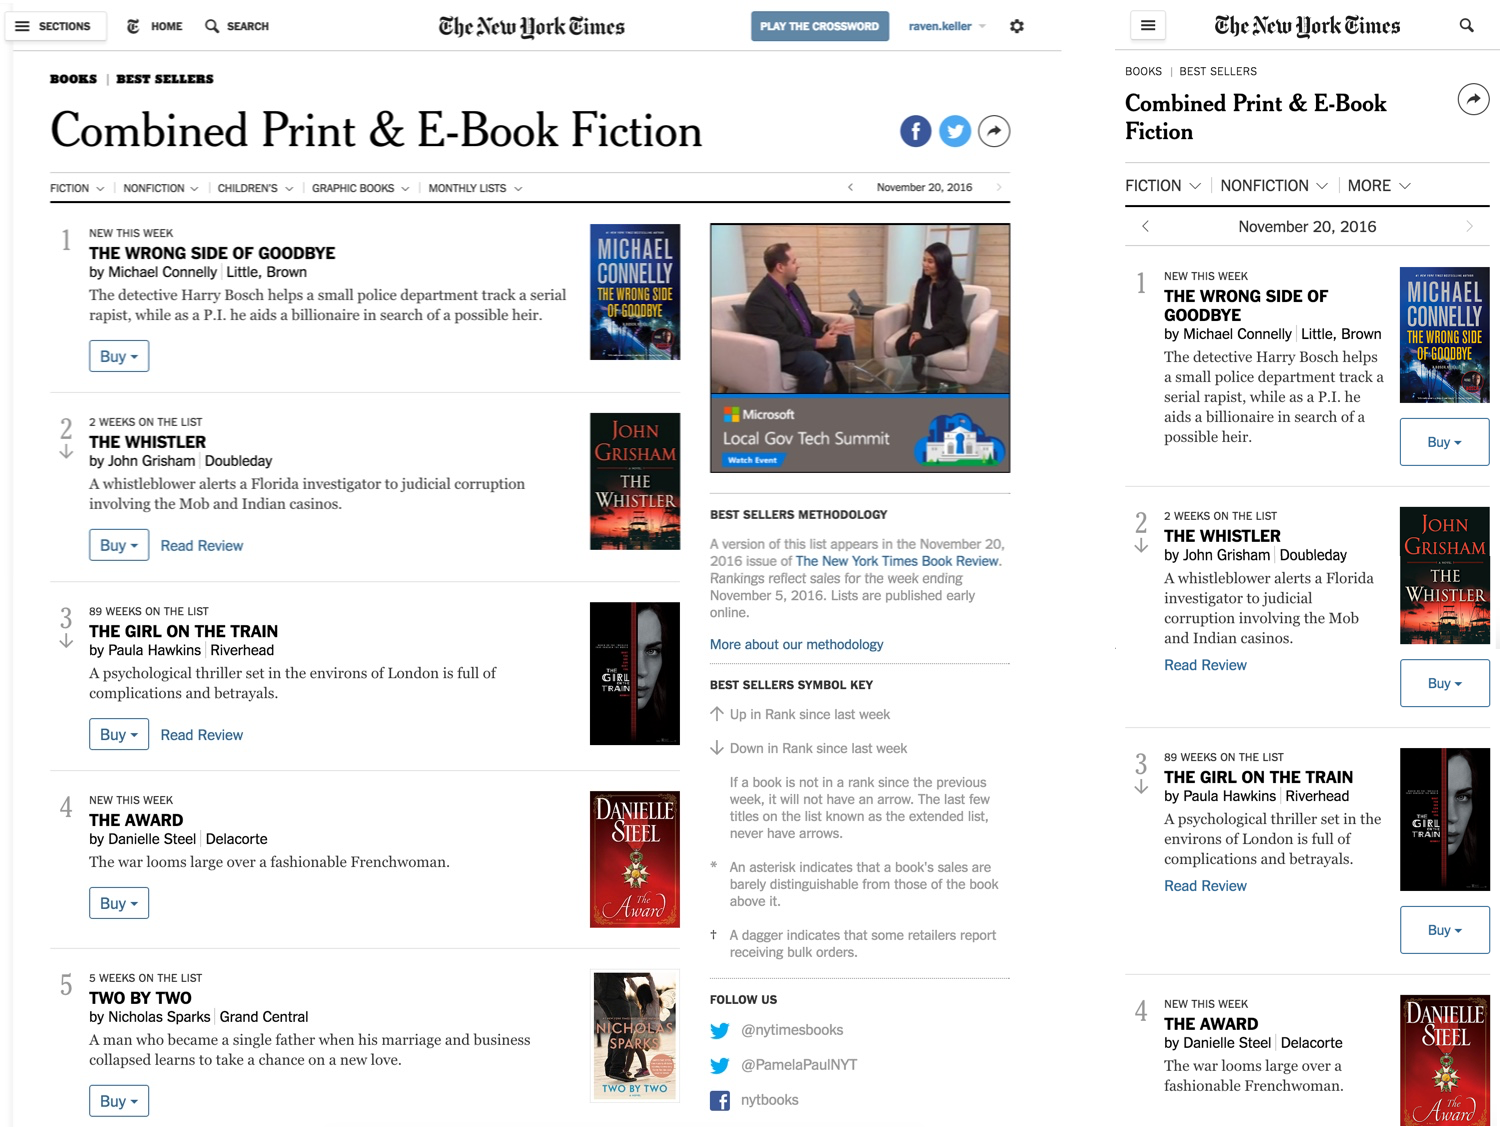 SECTIONS HOME SEARCH The New York Times PLAY THE CROSSWORD raven.keller
BOOKS | BEST SELLERS
Combined Print & E-Book Fiction
FICTION NONFICTION CHILDREN'S GRAPHIC BOOKS MONTHLY LISTS November 20, 2016
1
NEW THIS WEEK
THE WRONG SIDE OF GOODBYE
by Michael Connelly | Little, Brown
The detective Harry Bosch helps a small police department track a serial
rapist, while as a P.I. he aids a billionaire in search of a possible heir.
Buy
MICHAEL
CONNELLY
THE WRONG SIDE
OF GOODBYE
2
2 WEEKS ON THE LIST
THE WHISTLER
by John Grisham | Doubleday
A whistleblower alerts a Florida investigator to judicial corruption
involving the Mob and Indian casinos.
Buy Read Review
JOHN
GRISHAM
THE
WHISTLER
3
89 WEEKS ON THE LIST
THE GIRL ON THE TRAIN
by Paula Hawkins | Riverhead
A psychological thriller set in the environs of London is full of
complications and betrayals.
Buy Read Review
THE
GIRL
ON THE
TRAIN
4
NEW THIS WEEK
THE AWARD
by Danielle Steel | Delacorte
The war looms large over a fashionable Frenchwoman.
Buy
DANIELLE
STEEL
The
Award
5
5 WEEKS ON THE LIST
TWO BY TWO
by Nicholas Sparks | Grand Central
A man who became a single father when his marriage and business
collapsed learns to take a chance on a new love.
Buy
NICHOLAS
SPARKS
TWO BY TWO
Microsoft
Local Gov Tech Summit
Watch Event
BEST SELLERS METHODOLOGY
A version of this list appears in the November 20,
2016 issue of The New York Times Book Review.
Rankings reflect sales for the week ending
November 5, 2016. Lists are published early
online.
More about our methodology
BEST SELLERS SYMBOL KEY
↑ Up in Rank since last week
↓ Down in Rank since last week
If a book is not in a rank since the previous
week, it will not have an arrow. The last few
titles on the list known as the extended list,
never have arrows.
* An asterisk indicates that a book's sales are
barely distinguishable from those of the book
above it.
† A dagger indicates that some retailers report
receiving bulk orders.
FOLLOW US
@nytimesbooks
@PamelaPaulNYT
nytbooks
The New York Times
BOOKS | BEST SELLERS
Combined Print & E-Book
Fiction
FICTION NONFICTION MORE
November 20, 2016
1
NEW THIS WEEK
THE WRONG SIDE OF
GOODBYE
by Michael Connelly | Little, Brown
The detective Harry Bosch helps
a small police department track a
serial rapist, while as a P.I. he
aids a billionaire in search of a
possible heir.
MICHAEL
CONNELLY
THE WRONG SIDE
OF GOODBYE
Buy
2
2 WEEKS ON THE LIST
THE WHISTLER
by John Grisham | Doubleday
A whistleblower alerts a Florida
investigator to judicial
corruption involving the Mob
and Indian casinos.
Read Review
JOHN
GRISHAM
THE
WHISTLER
Buy
3
89 WEEKS ON THE LIST
THE GIRL ON THE TRAIN
by Paula Hawkins | Riverhead
A psychological thriller set in the
environs of London is full of
complications and betrayals.
Read Review
THE
GIRL
ON THE
TRAIN
Buy
4
NEW THIS WEEK
THE AWARD
by Danielle Steel | Delacorte
The war looms large over a
fashionable Frenchwoman.
DANIELLE
STEEL
The
Award